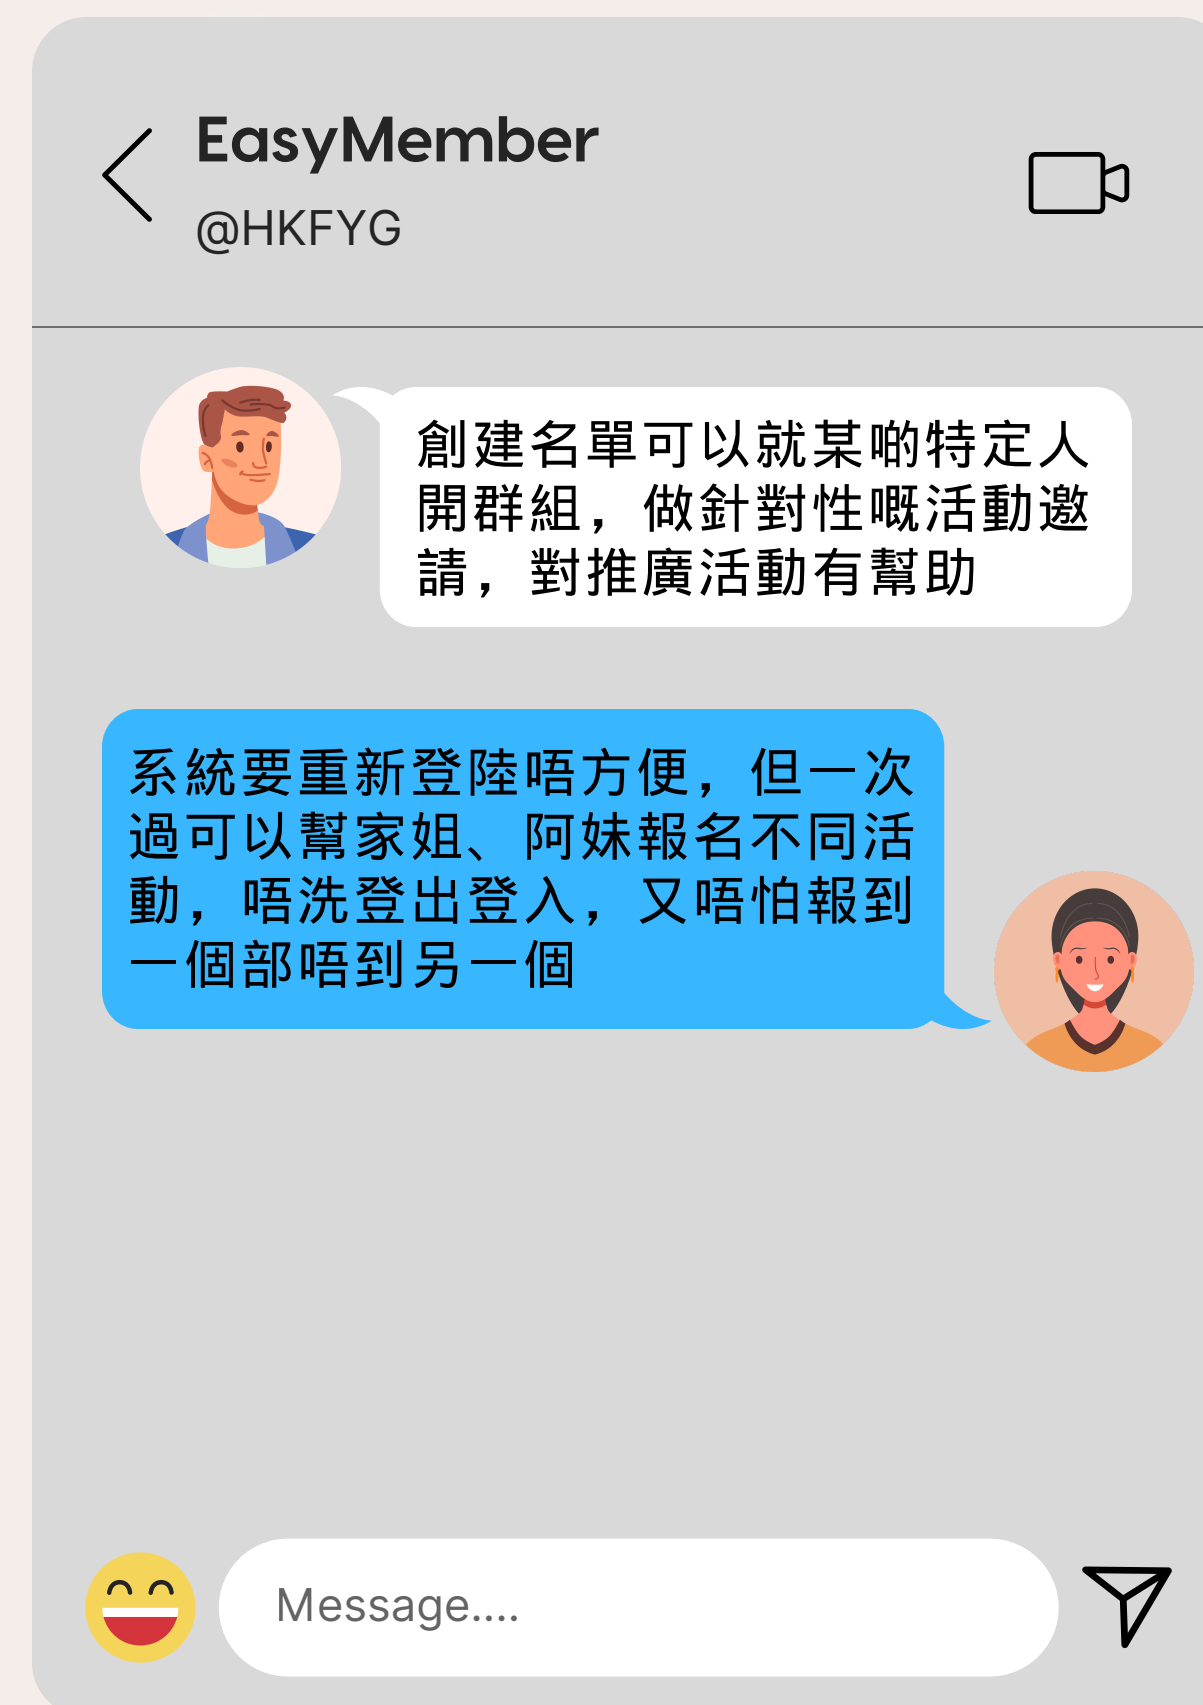 EasyMember
@HKFYG
創建名單可以就某啲特定人
開群組，做針對性嘅活動邀
請，對推廣活動有幫助
系統要重新登陸唔方便，但一次
過可以幫家姐、阿妹報名不同活
動，唔洗登出登入，又唔怕報到
一個部唔到另一個
Message....